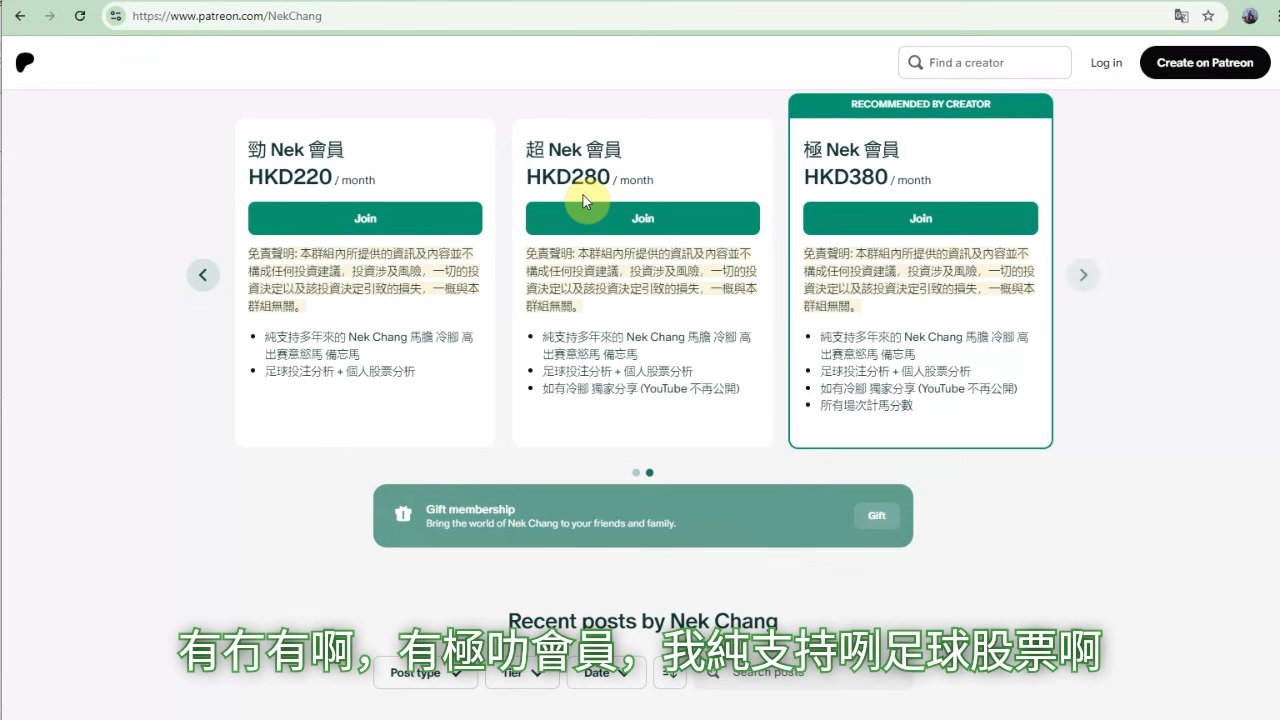 https://www.patreon.com/NekChang
Find a creator
Log in
Create on Patreon
RECOMMENDED BY CREATOR
勁 Nek 會員
HKD220 / month
Join
免責聲明: 本群組內所提供的資訊及內容並不
構成任何投資建議，投資涉及風險，一切的投
資決定以及該投資決定引致的損失，一概與本
群組無關。
純支持多年來的 Nek Chang 馬膽 冷腳 高
出賽意慾馬 備忘馬
足球投注分析 + 個人股票分析
超 Nek 會員
HKD280 / month
Join
免責聲明: 本群組內所提供的資訊及內容並不
構成任何投資建議，投資涉及風險，一切的投
資決定以及該投資決定引致的損失，一概與本
群組無關。
純支持多年來的 Nek Chang 馬膽 冷腳 高
出賽意慾馬 備忘馬
足球投注分析 + 個人股票分析
如有冷腳 獨家分享 (YouTube 不再公開)
極 Nek 會員
HKD380 / month
Join
免責聲明: 本群組內所提供的資訊及內容並不
構成任何投資建議，投資涉及風險，一切的投
資決定以及該投資決定引致的損失，一概與本
群組無關。
純支持多年來的 Nek Chang 馬膽 冷腳 高
出賽意慾馬 備忘馬
足球投注分析 + 個人股票分析
如有冷腳 獨家分享 (YouTube 不再公開)
所有場次計馬分數
Gift membership
Bring the world of Nek Chang to your friends and family.
Gift
Recent posts by Nek Chang
有冇有啊，有極叻會員，我純支持咧足球股票啊
Post type
Tier
Date
Search posts